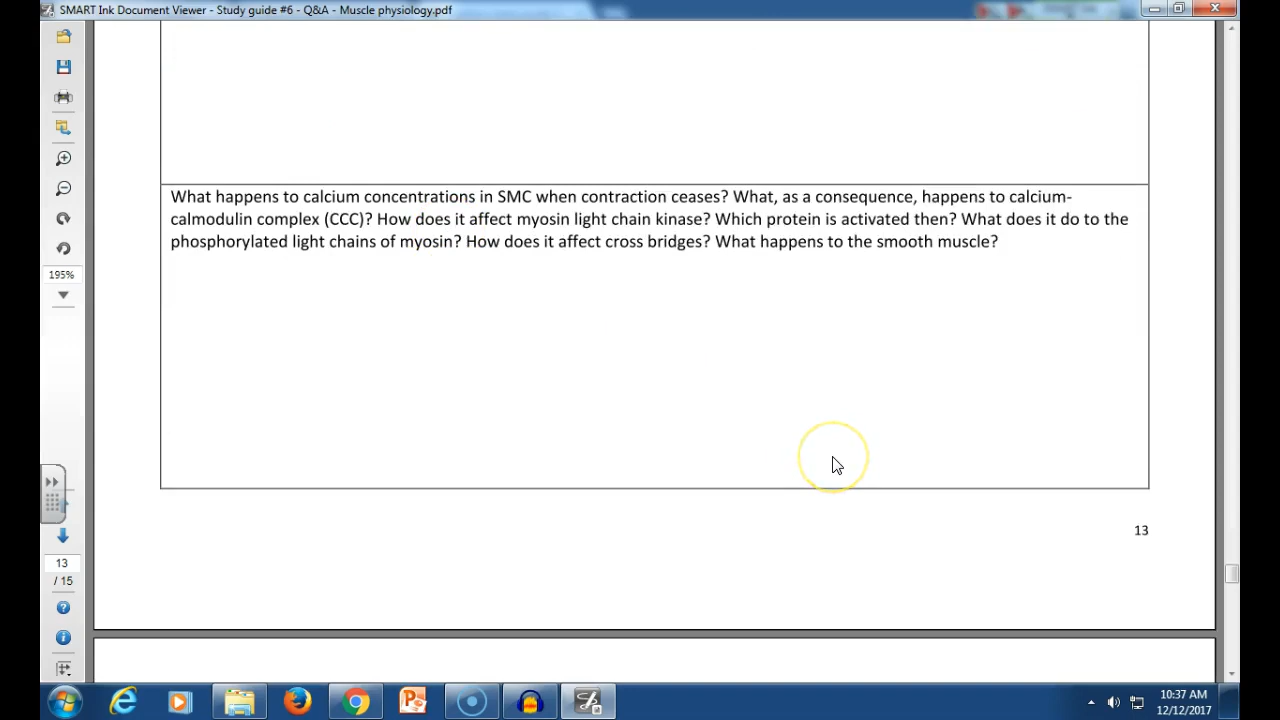 SMART Ink Document Viewer - Study guide #6 - Q&A - Muscle physiology.pdf
What happens to calcium concentrations in SMC when contraction ceases? What, as a consequence, happens to calcium-
calmodulin complex (CCC)? How does it affect myosin light chain kinase? Which protein is activated then? What does it do to the
phosphorylated light chains of myosin? How does it affect cross bridges? What happens to the smooth muscle?
195%
13
13
/ 15
10:37 AM
12/12/2017